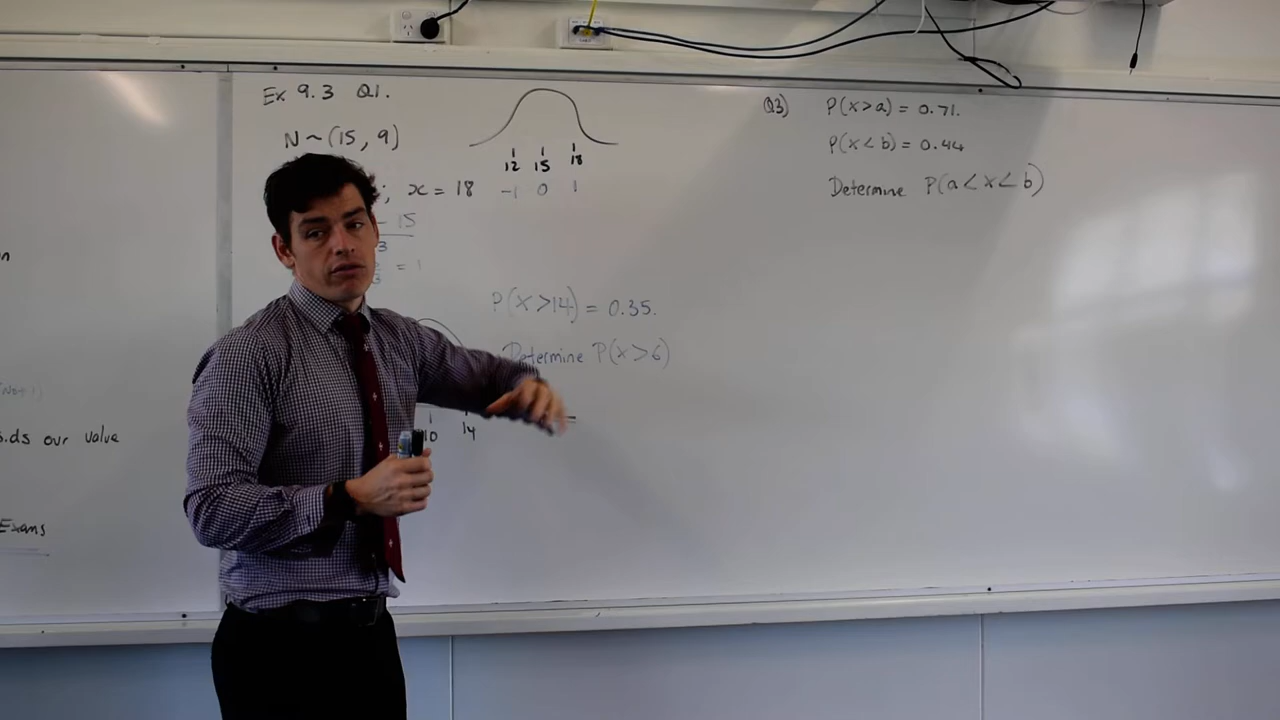 Ex 9.3 Q1.
N ~ (15, 9)
12 15 18
; x = 18 -1 0 1
- 15
3
= 1
P(x>14) = 0.35.
Determine P(x>6)
10 14
Q3) P(x>a) = 0.71.
P(x<b) = 0.44
Determine P(a<x<b)
s.ds our value
Exams